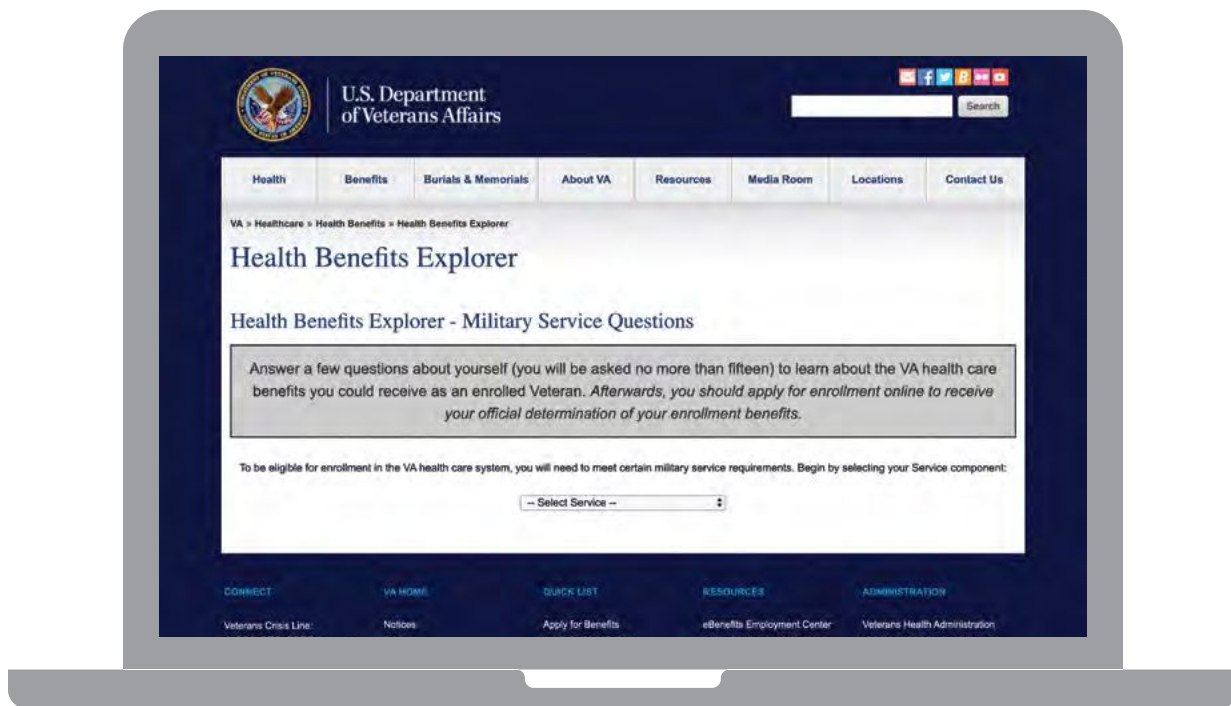 U.S. Department
of Veterans Affairs
Search
Health Benefits Burials & Memorials About VA Resources Media Room Locations Contact Us
VA » Healthcare » Health Benefits » Health Benefits Explorer
Health Benefits Explorer
Health Benefits Explorer - Military Service Questions
Answer a few questions about yourself (you will be asked no more than fifteen) to learn about the VA health care
benefits you could receive as an enrolled Veteran. Afterwards, you should apply for enrollment online to receive
your official determination of your enrollment benefits.
To be eligible for enrollment in the VA health care system, you will need to meet certain military service requirements. Begin by selecting your Service component:
-- Select Service --
CONNECT VA HOME QUICK LIST RESOURCES ADMINISTRATION
Veterans Crisis Line: Notices Apply for Benefits eBenefits Employment Center Veterans Health Administration